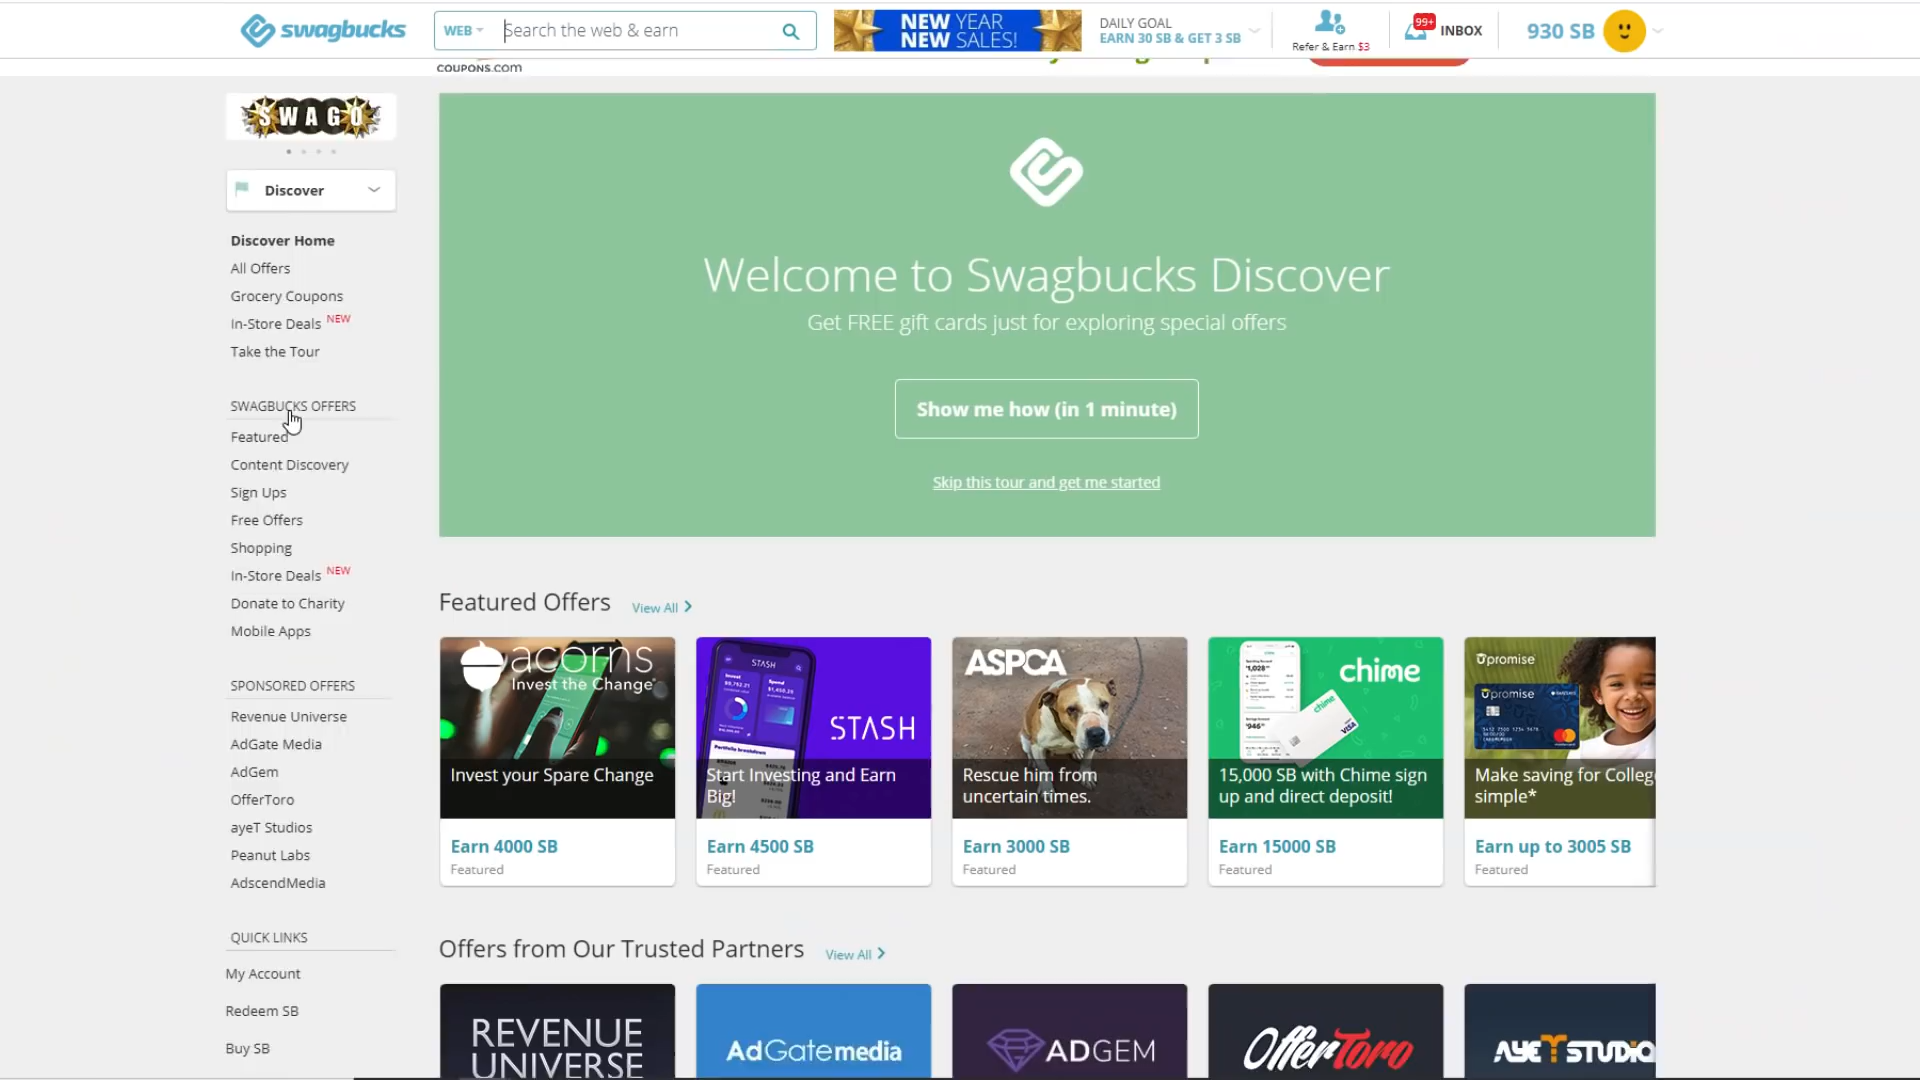 swagbucks
WEB
Search the web & earn
NEW YEAR
NEW SALES!
DAILY GOAL
EARN 30 SB & GET 3 SB
Refer & Earn $3
99+
INBOX
930 SB
COUPONS.com
SWAGO
Discover
Discover Home
All Offers
Grocery Coupons
In-Store Deals NEW
Take the Tour
SWAGBUCKS OFFERS
Featured
Content Discovery
Sign Ups
Free Offers
Shopping
In-Store Deals NEW
Donate to Charity
Mobile Apps
SPONSORED OFFERS
Revenue Universe
AdGate Media
AdGem
OfferToro
ayeT Studios
Peanut Labs
AdscendMedia
QUICK LINKS
My Account
Redeem SB
Buy SB
Welcome to Swagbucks Discover
Get FREE gift cards just for exploring special offers
Show me how (in 1 minute)
Skip this tour and get me started
Featured Offers
View All
acorns
Invest the Change
Invest your Spare Change
Earn 4000 SB
Featured
STASH
Invest
Spend
STASH
Start Investing and Earn
Big!
Earn 4500 SB
Featured
ASPCA
Rescue him from
uncertain times.
Earn 3000 SB
Featured
chime
chime
VISA
15,000 SB with Chime sign
up and direct deposit!
Earn 15000 SB
Featured
Upromise
Upromise
Make saving for Colleg
simple*
Earn up to 3005 SB
Featured
Offers from Our Trusted Partners
View All
REVENUE
UNIVERSE
AdGatemedia
ADGEM
OfferToro
AYET STUDIO